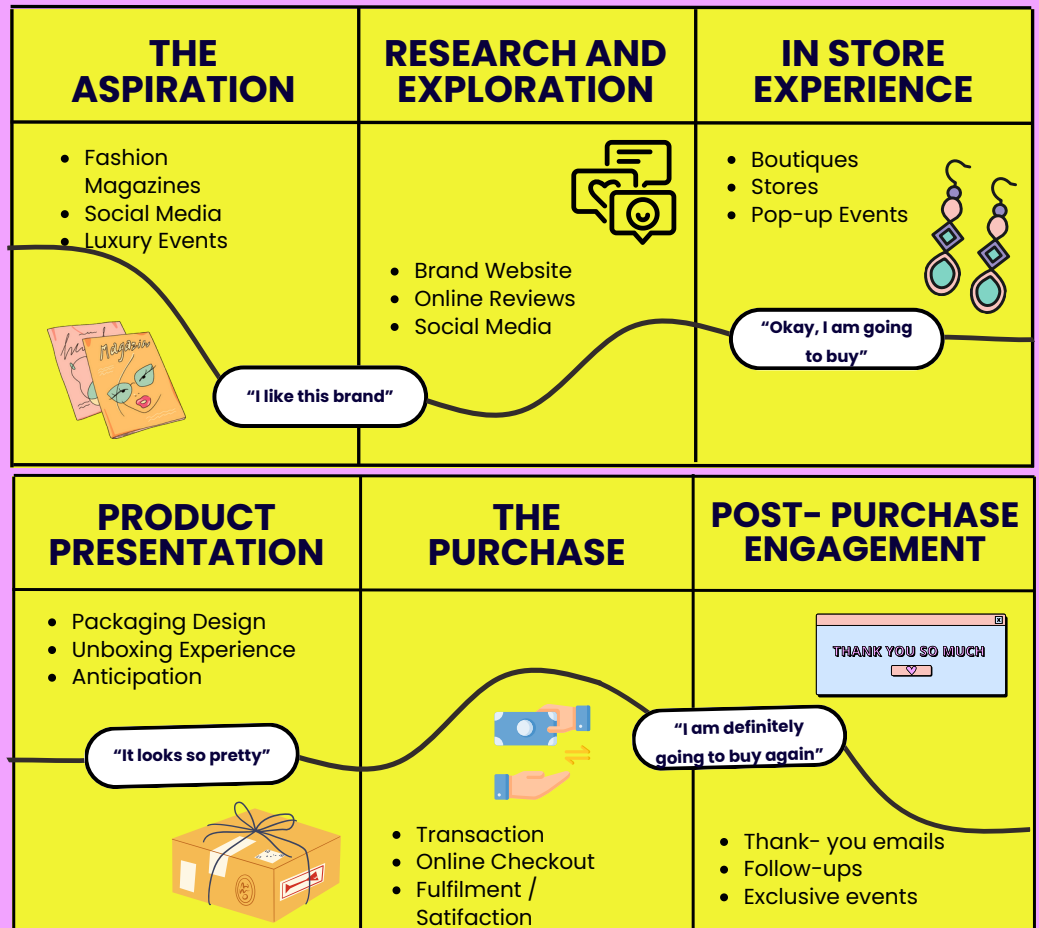 THE
ASPIRATION
RESEARCH AND
EXPLORATION
IN STORE
EXPERIENCE
• Fashion
Magazines
• Social Media
• Luxury Events
Magazin
“I like this brand”
• Brand Website
• Online Reviews
• Social Media
• Boutiques
• Stores
• Pop-up Events
“Okay, I am going
to buy”
PRODUCT
PRESENTATION
THE
PURCHASE
POST- PURCHASE
ENGAGEMENT
• Packaging Design
• Unboxing Experience
• Anticipation
“It looks so pretty”
• Transaction
• Online Checkout
• Fulfilment /
Satifaction
THANK YOU SO MUCH
“I am definitely
going to buy again”
• Thank- you emails
• Follow-ups
• Exclusive events